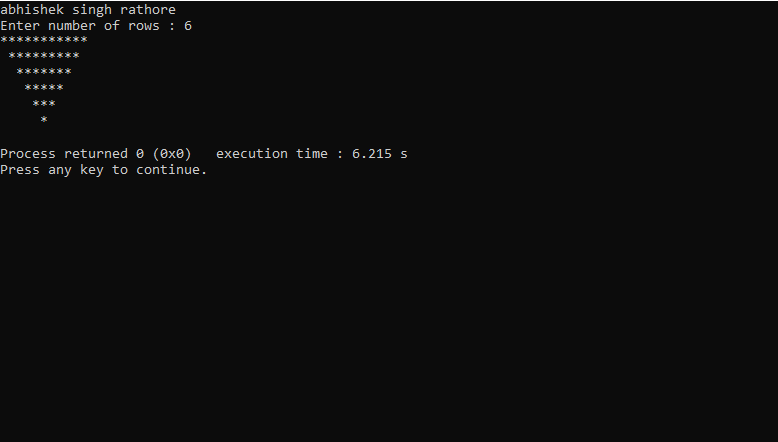 abhishek singh rathore
Enter number of rows : 6
***********
 *********
  *******
   *****
    ***
     *

Process returned 0 (0x0)   execution time : 6.215 s
Press any key to continue.